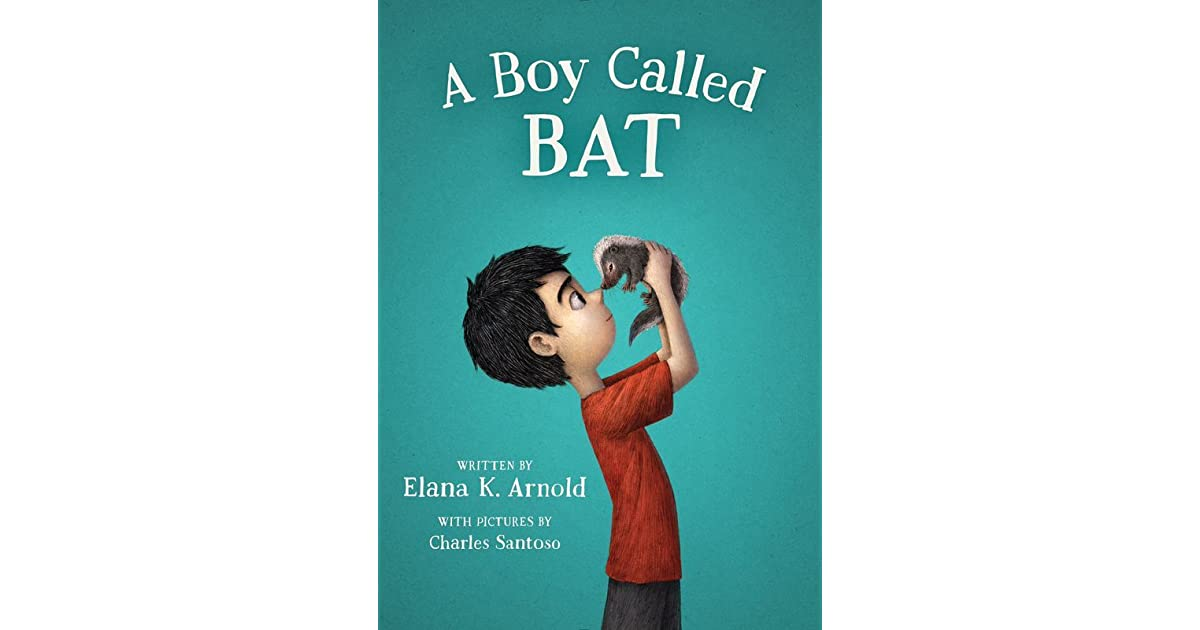 A Boy Called
BAT
WRITTEN BY
Elana K. Arnold
WITH PICTURES BY
Charles Santoso